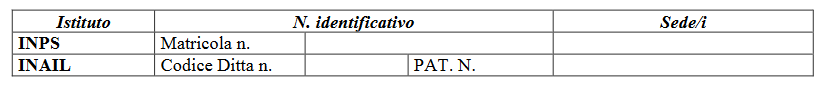 Istituto N. identificativo Sede/i
INPS Matricola n.
INAIL Codice Ditta n. PAT. N.